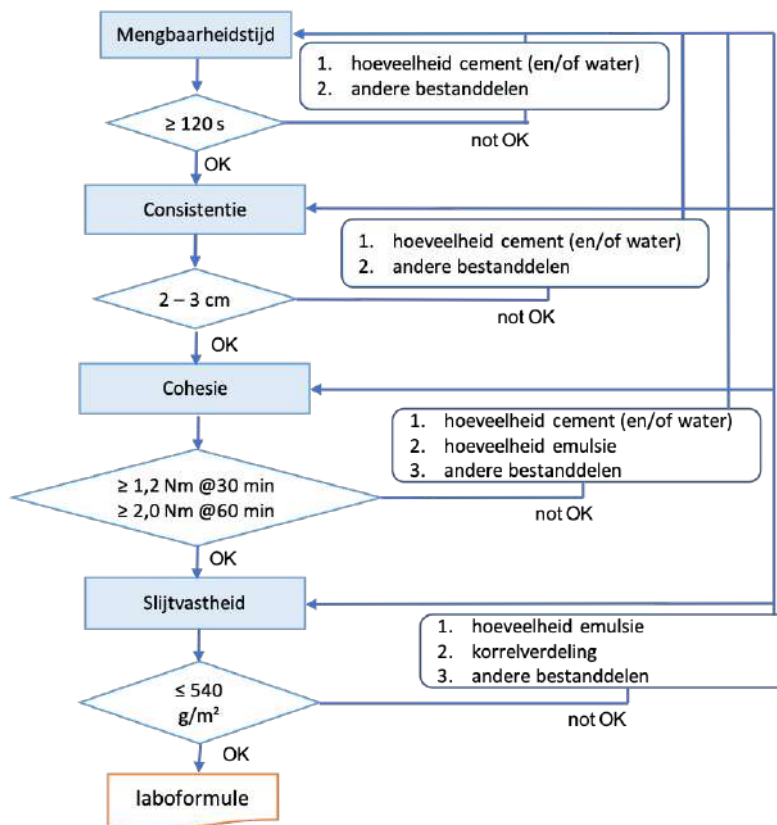 Mengbaarheidstijd
1. hoeveelheid cement (en/of water)
2. andere bestanddelen
≥ 120 s
not OK
OK
Consistentie
1. hoeveelheid cement (en/of water)
2. andere bestanddelen
2 – 3 cm
not OK
OK
Cohesie
1. hoeveelheid cement (en/of water)
2. hoeveelheid emulsie
3. andere bestanddelen
≥ 1,2 Nm @30 min
≥ 2,0 Nm @60 min
not OK
OK
Slijtvastheid
1. hoeveelheid emulsie
2. korrelverdeling
3. andere bestanddelen
≤ 540
g/m²
not OK
OK
laboformule